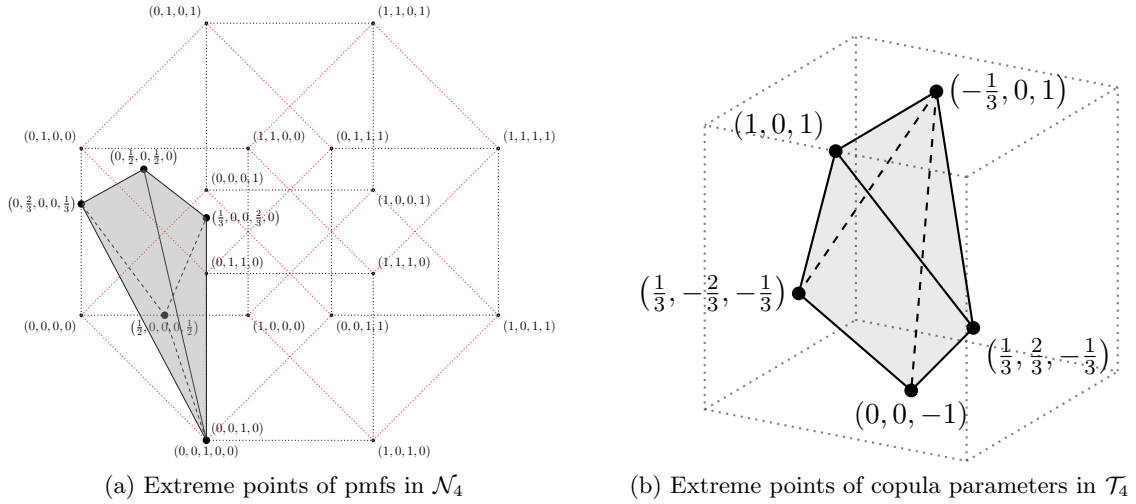 (0, 1, 0, 1)
(1, 1, 0, 1)
(0, 1, 0, 0)
(1, 1, 0, 0)
(0, 1, 1, 1)
(1, 1, 1, 1)
(0, 1/2, 0, 1/2, 0)
(0, 0, 0, 1)
(1, 0, 0, 1)
(0, 2/3, 0, 0, 1/3)
(1/3, 0, 0, 2/3, 0)
(0, 1, 1, 0)
(1, 1, 1, 0)
(0, 0, 0, 0)
(1/2, 0, 0, 0, 1/2)
(1, 0, 0, 0)
(0, 0, 1, 1)
(1, 0, 1, 1)
(0, 0, 1, 0)
(0, 0, 1, 0, 0)
(1, 0, 1, 0)
(a) Extreme points of pmfs in 𝒩₄
(−1/3, 0, 1)
(1, 0, 1)
(1/3, −2/3, −1/3)
(1/3, 2/3, −1/3)
(0, 0, −1)
(b) Extreme points of copula parameters in 𝒯₄